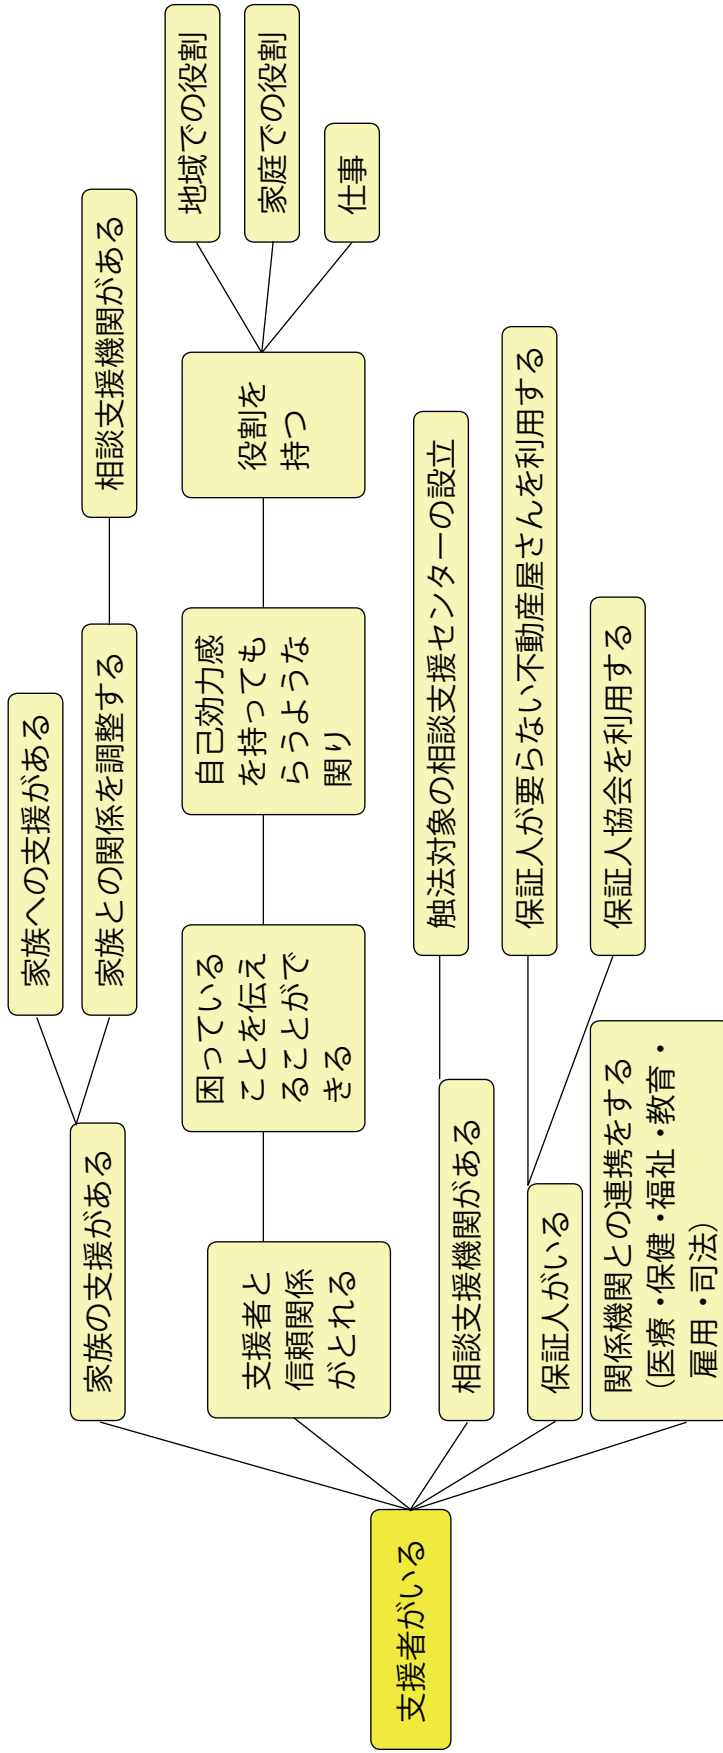 支援者がいる
家族の支援がある
家族への支援がある
家族との関係を調整する
相談支援機関がある
支援者と
信頼関係
がとれる
困っている
ことを伝え
ることがで
きる
自己効力感
を持っても
らうような
関り
役割を
持つ
地域での役割
家庭での役割
仕事
相談支援機関がある
触法対象の相談支援センターの設立
保証人がいる
保証人が要らない不動産屋さんを利用する
保証人協会を利用する
関係機関との連携をする
（医療・保健・福祉・教育・
雇用・司法）